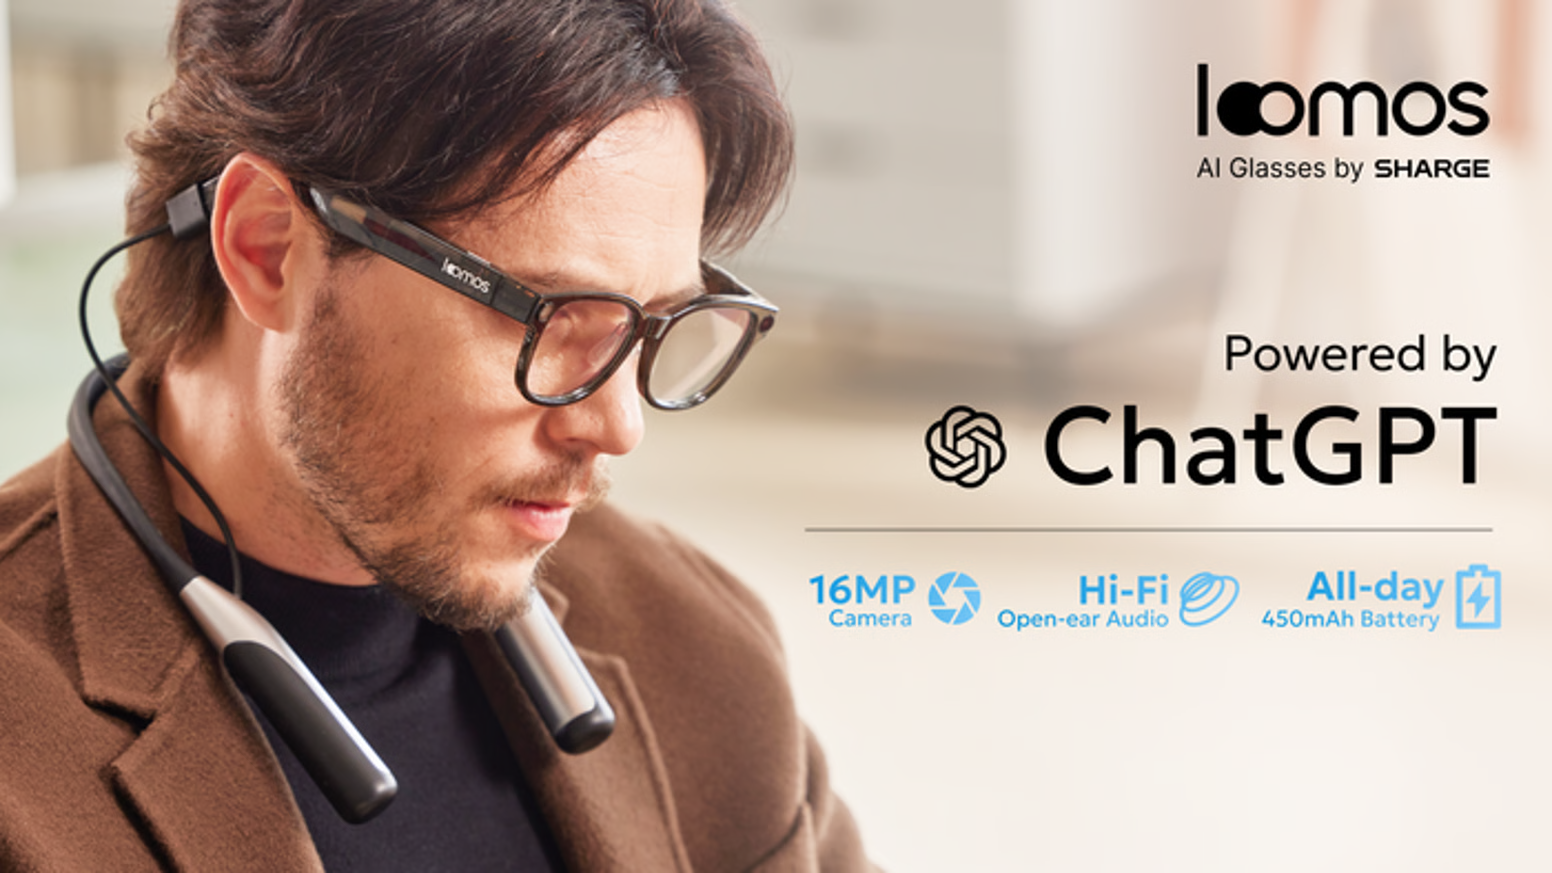 loomos
AI Glasses by SHARGE
loomos
Powered by
ChatGPT
16MP
Camera
Hi-Fi
Open-ear Audio
All-day
450mAh Battery